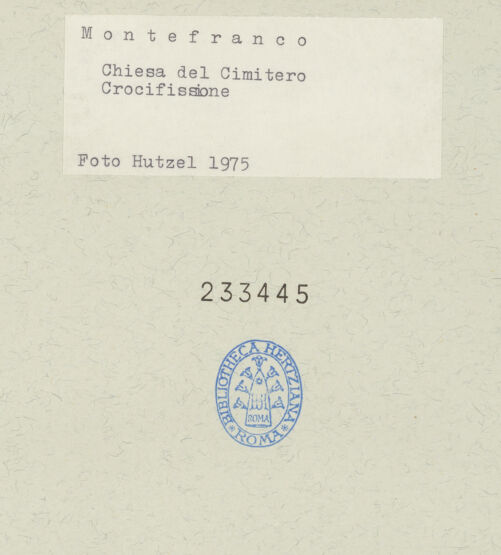 Montefranco
Chiesa del Cimitero
Crocifissione
Foto Hutzel 1975
233445
BIBLIOTHECA HERTZIANA
* ROMA *
ROMA